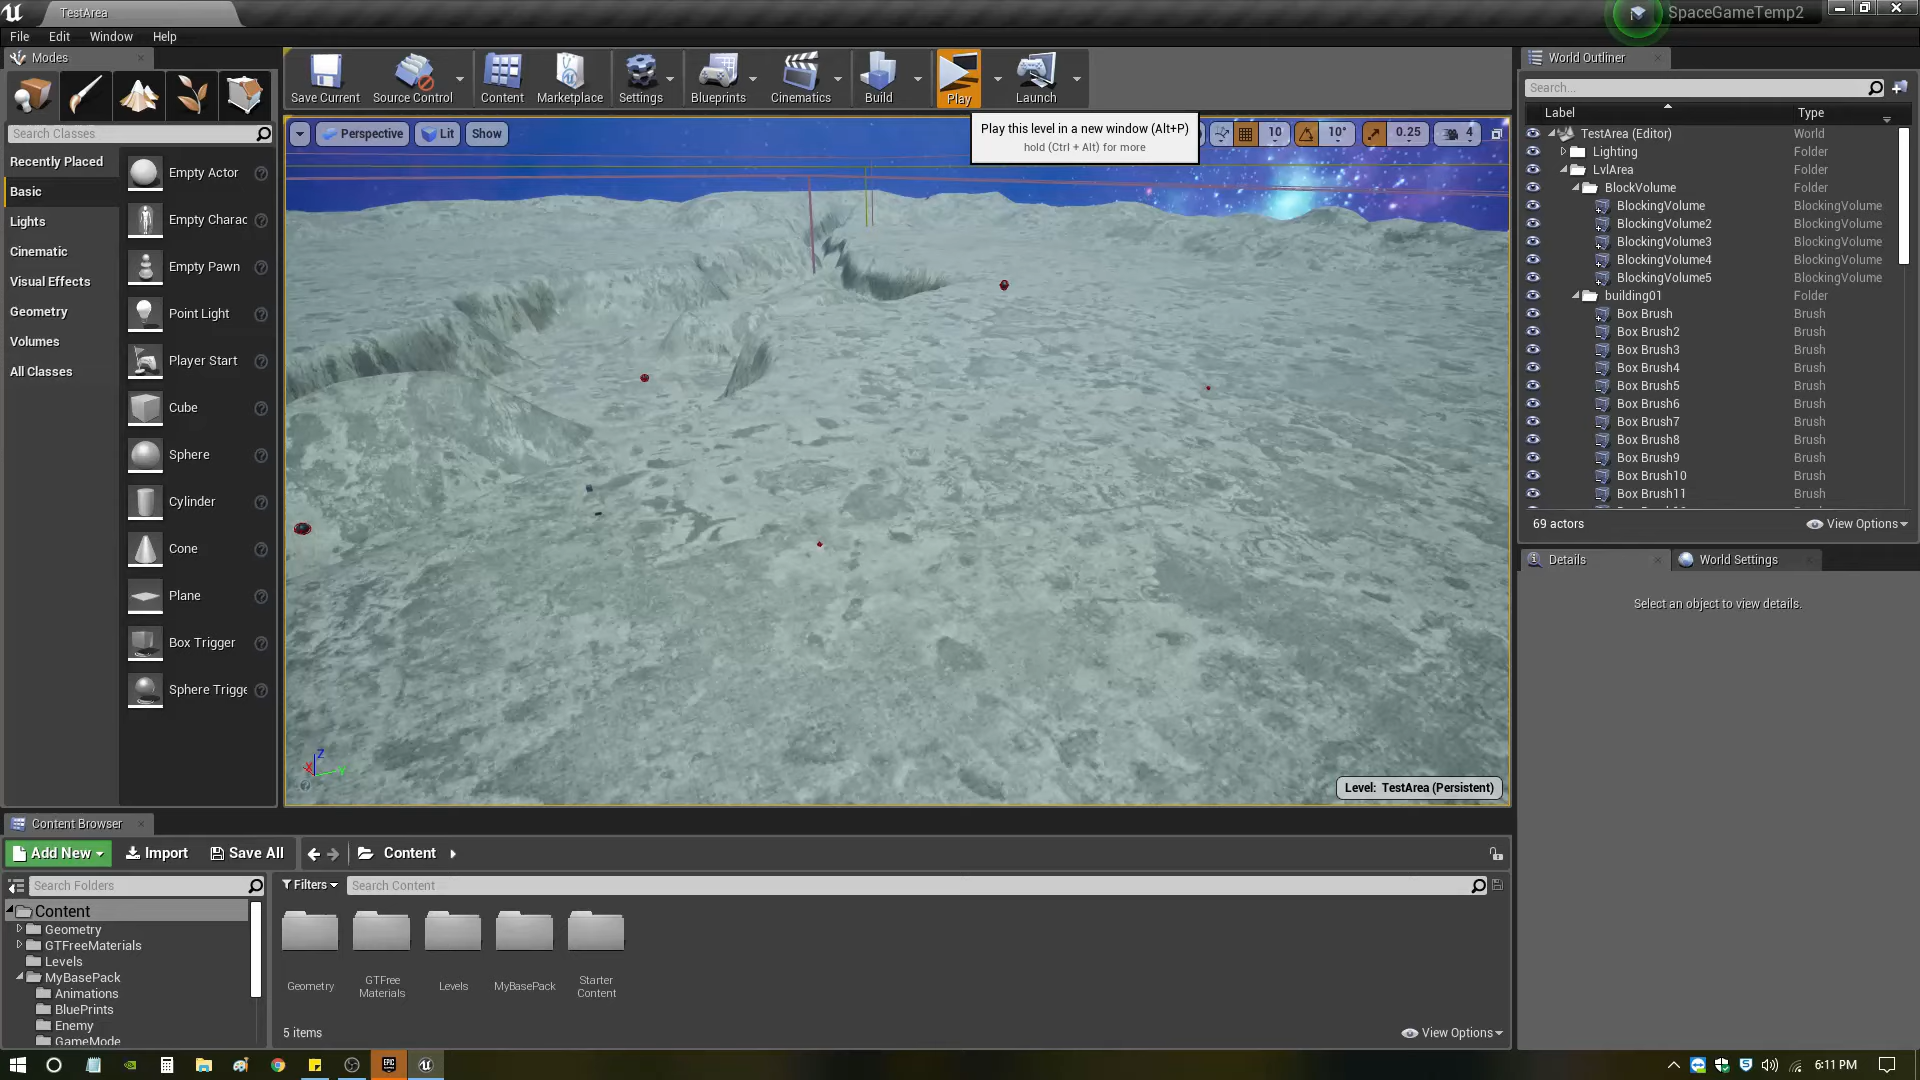 TestArea
SpaceGameTemp2
File Edit Window Help
Modes
Save Current
Source Control
Content
Marketplace
Settings
Blueprints
Cinematics
Build
Play
Launch
World Outliner
Search Classes
Perspective Lit Show
Play this level in a new window (Alt+P)
hold (Ctrl + Alt) for more
10 10° 0.25 4
Search...
Label Type
Recently Placed
Basic
Lights
Cinematic
Visual Effects
Geometry
Volumes
All Classes
Empty Actor
Empty Charac
Empty Pawn
Point Light
Player Start
Cube
Sphere
Cylinder
Cone
Plane
Box Trigger
Sphere Trigge
TestArea (Editor) World
Lighting Folder
LvlArea Folder
BlockVolume Folder
BlockingVolume BlockingVolume
BlockingVolume2 BlockingVolume
BlockingVolume3 BlockingVolume
BlockingVolume4 BlockingVolume
BlockingVolume5 BlockingVolume
building01 Folder
Box Brush Brush
Box Brush2 Brush
Box Brush3 Brush
Box Brush4 Brush
Box Brush5 Brush
Box Brush6 Brush
Box Brush7 Brush
Box Brush8 Brush
Box Brush9 Brush
Box Brush10 Brush
Box Brush11 Brush
69 actors
View Options
Details
World Settings
Select an object to view details.
X Y Z
Level: TestArea (Persistent)
Content Browser
Add New Import Save All Content
Search Folders
Filters
Search Content
Content
Geometry
GTFreeMaterials
Levels
MyBasePack
Animations
BluePrints
Enemy
GameMode
Geometry
GTFree
Materials
Levels
MyBasePack
Starter
Content
5 items
View Options
EPIC
6:11 PM